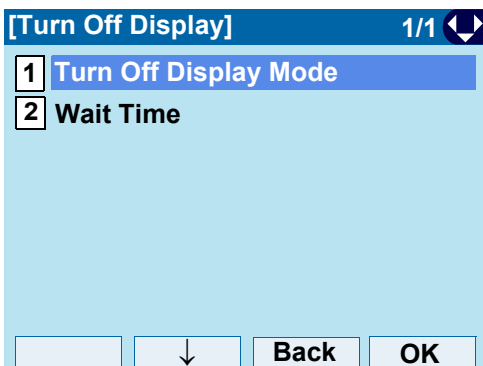 [Turn Off Display] 1/1
1 Turn Off Display Mode
2 Wait Time
↓ Back OK